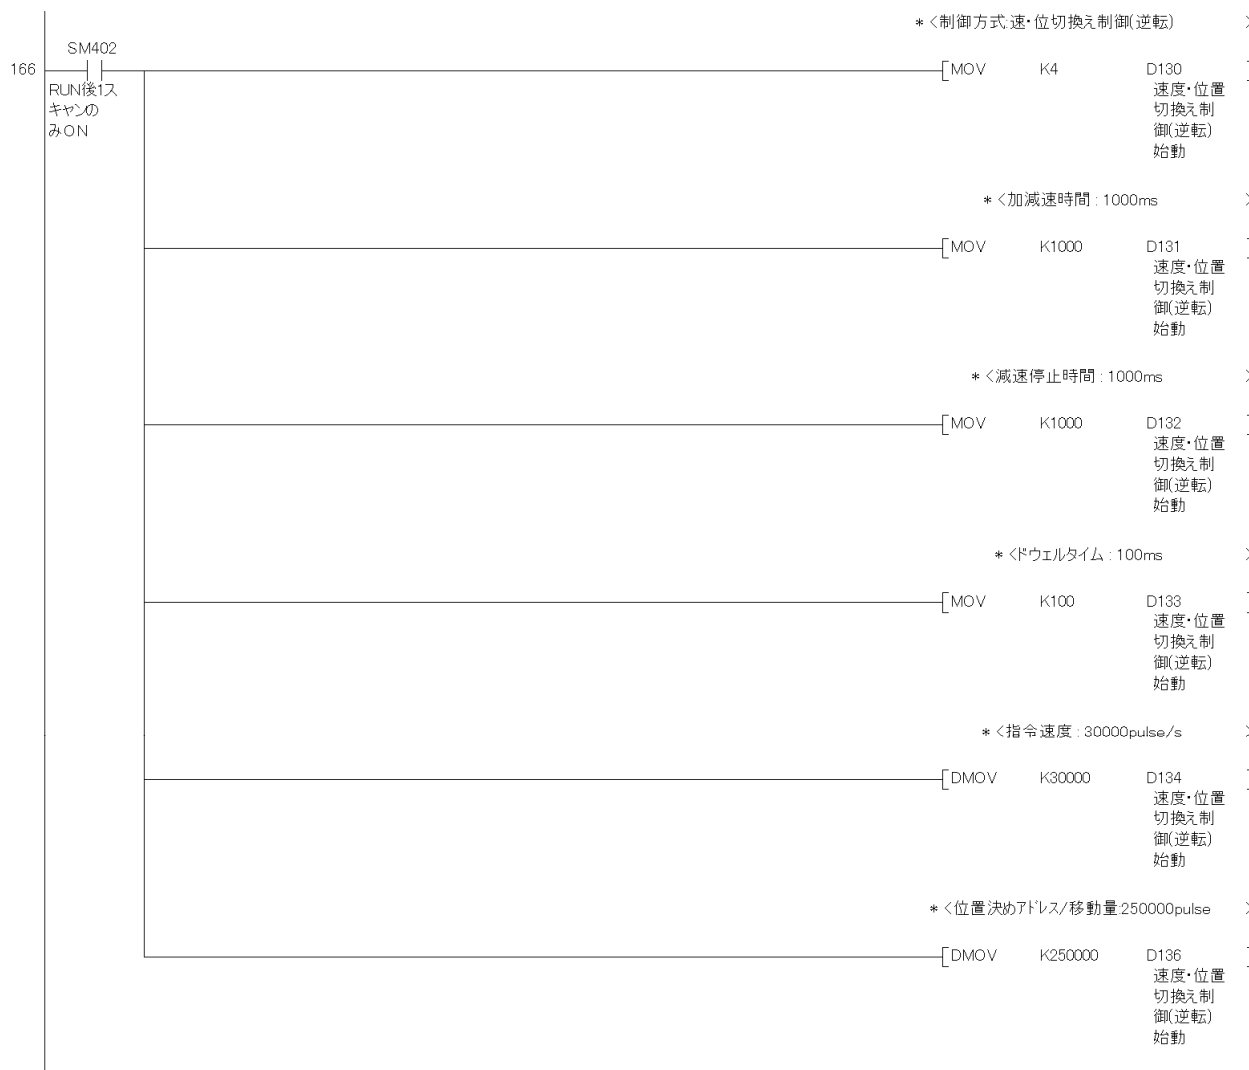 *<制御方式:速・位切換え制御(逆転) >
SM402
166 [MOV K4 D130 ]
RUN後1ス
キャンの
みON
速度・位置
切換え制
御(逆転)
始動
*<加減速時間 : 1000ms >
[MOV K1000 D131 ]
速度・位置
切換え制
御(逆転)
始動
*<減速停止時間 : 1000ms >
[MOV K1000 D132 ]
速度・位置
切換え制
御(逆転)
始動
*<ドウェルタイム : 100ms >
[MOV K100 D133 ]
速度・位置
切換え制
御(逆転)
始動
*<指令速度 : 30000pulse/s >
[DMOV K30000 D134 ]
速度・位置
切換え制
御(逆転)
始動
*<位置決めアドレス/移動量:250000pulse >
[DMOV K250000 D136 ]
速度・位置
切換え制
御(逆転)
始動